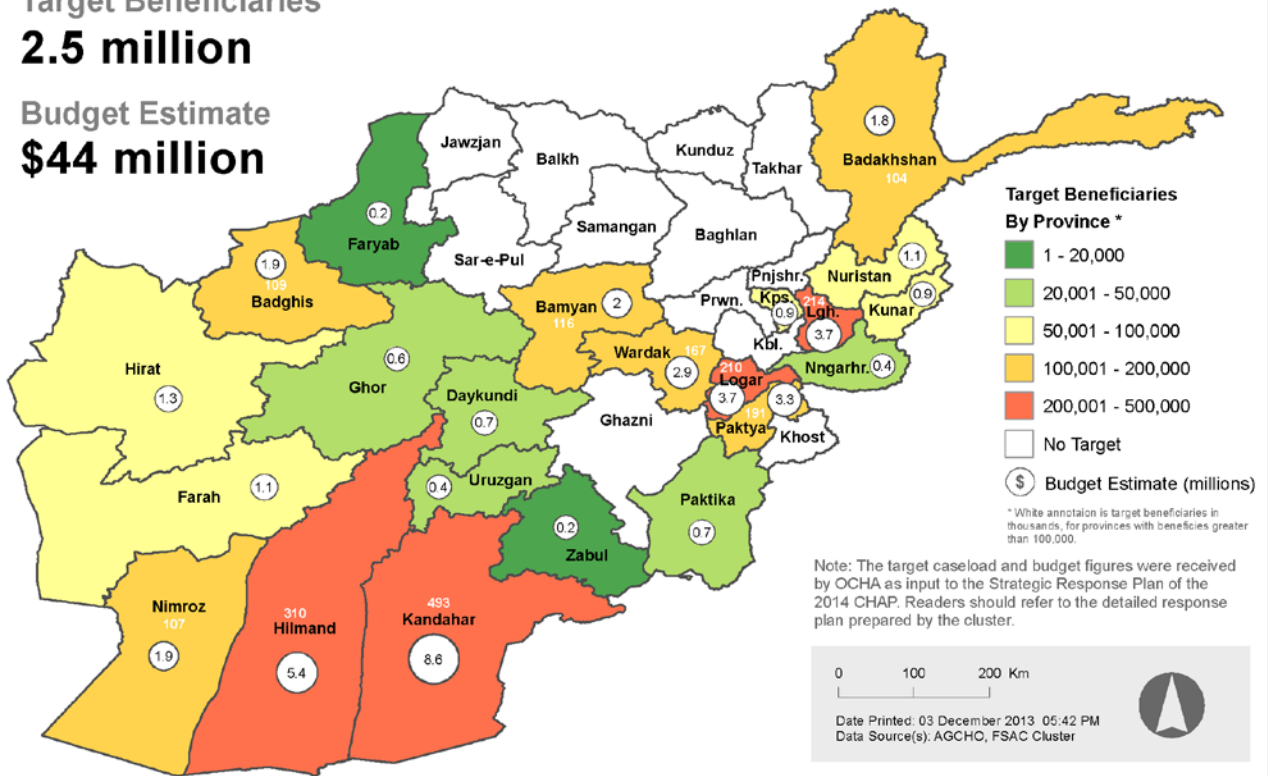 Target Beneficiaries
2.5 million
Budget Estimate
$44 million
Jawzjan
Balkh
Kunduz
Takhar
1.8
Badakhshan
104
0.2
Faryab
Sar-e-Pul
Samangan
Baghlan
1.9
109
Badghis
Bamyan
2
116
Pnjshr.
Prwn.
Kps.
0.9
214
Lgh.
3.7
Nuristan
1.1
0.9
Kunar
Kbl.
Wardak
167
2.9
210
Logar
3.7
Nngarhr.
0.4
Hirat
1.3
0.6
Ghor
Daykundi
0.7
Ghazni
3.3
191
Paktya
Khost
Farah
1.1
0.4
Uruzgan
0.2
Zabul
Paktika
0.7
Nimroz
107
1.9
310
Hilmand
5.4
493
Kandahar
8.6
Target Beneficiaries
By Province *
1 - 20,000
20,001 - 50,000
50,001 - 100,000
100,001 - 200,000
200,001 - 500,000
No Target
$ Budget Estimate (millions)
* White annotaion is target beneficiaries in
thousands, for provinces with beneficies greater
than 100,000.
Note: The target caseload and budget figures were received
by OCHA as input to the Strategic Response Plan of the
2014 CHAP. Readers should refer to the detailed response
plan prepared by the cluster.
0 100 200 Km
Date Printed: 03 December 2013 05:42 PM
Data Source(s): AGCHO, FSAC Cluster